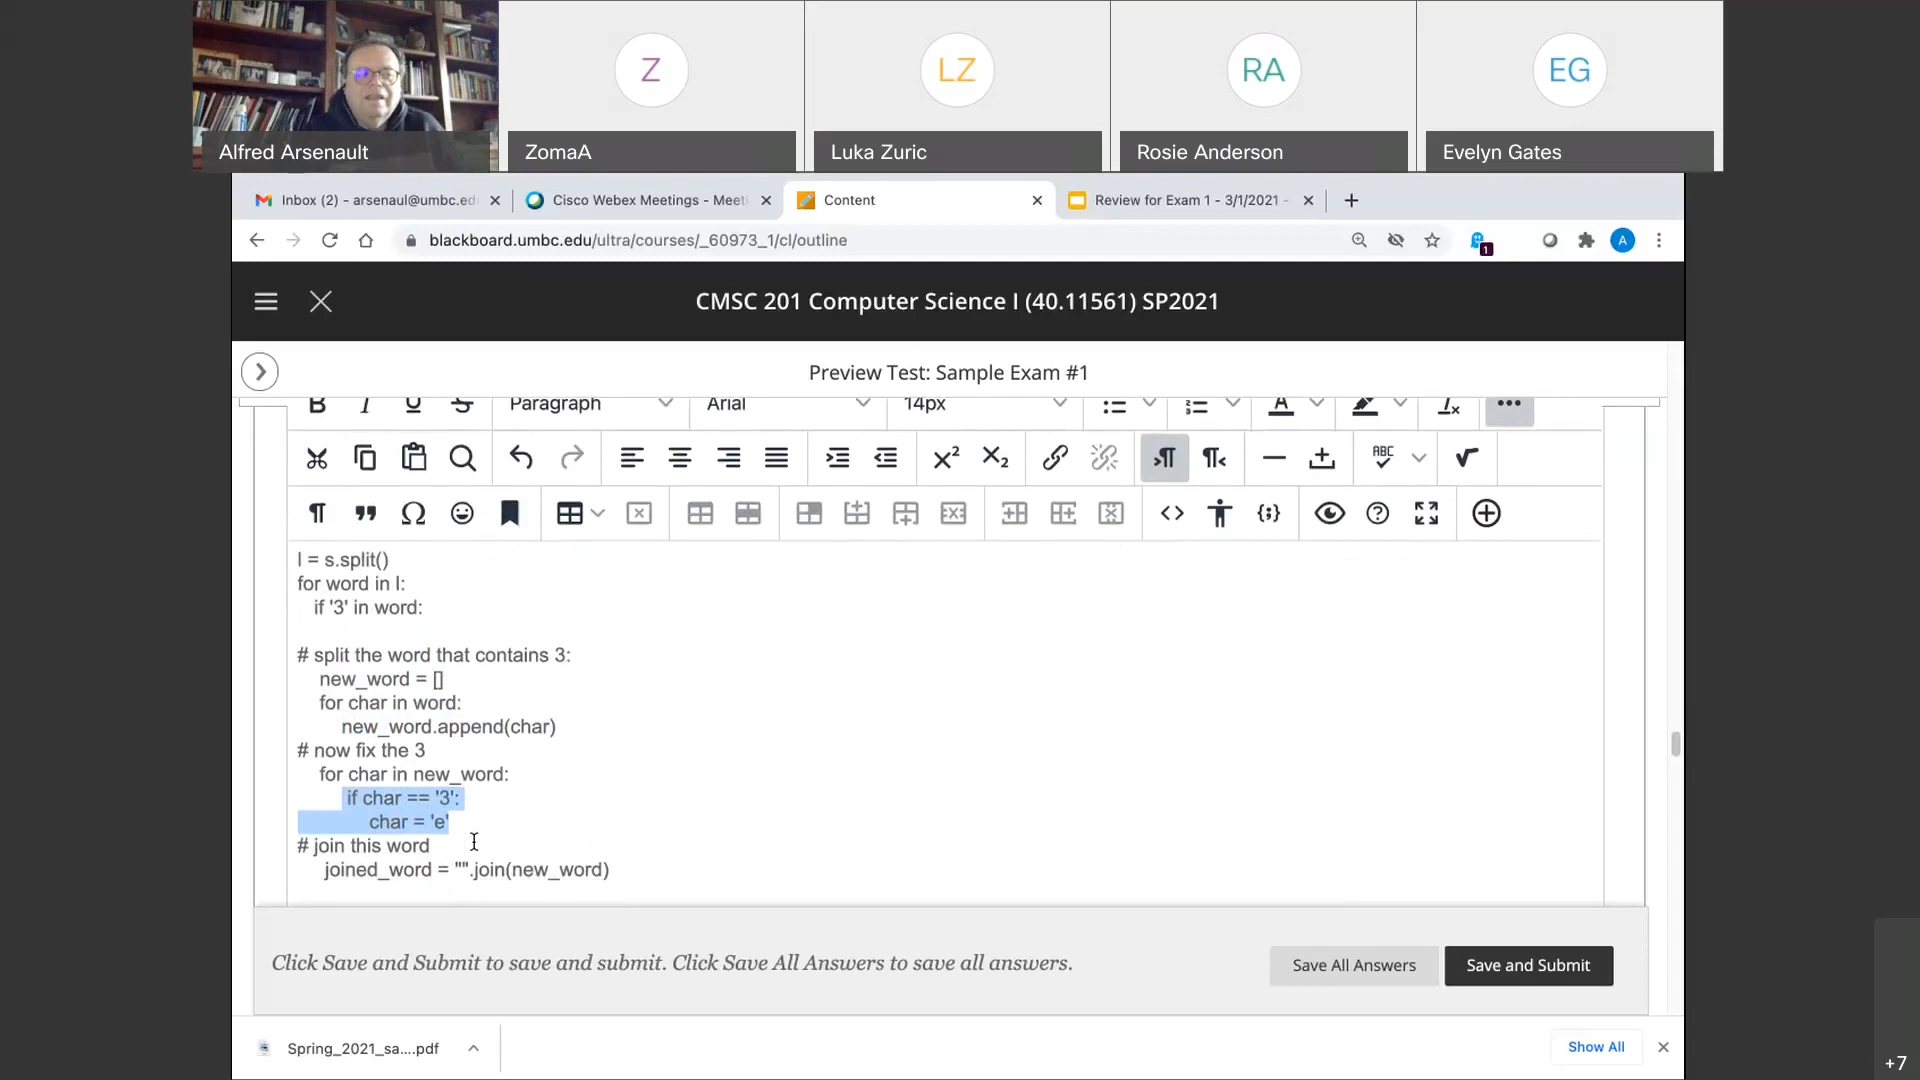 Z
LZ
RA
EG
Alfred Arsenault
ZomaA
Luka Zuric
Rosie Anderson
Evelyn Gates
Inbox (2) - arsenaul@umbc.ed
Cisco Webex Meetings - Meeti
Content
Review for Exam 1 - 3/1/2021 -
blackboard.umbc.edu/ultra/courses/_60973_1/cl/outline
1
A
CMSC 201 Computer Science I (40.11561) SP2021
Preview Test: Sample Exam #1
B I U S Paragraph Arial 14px
l = s.split()
for word in l:
if '3' in word:
# split the word that contains 3:
new_word = []
for char in word:
new_word.append(char)
# now fix the 3
for char in new_word:
if char == '3':
char = 'e'
# join this word
joined_word = "".join(new_word)
Click Save and Submit to save and submit. Click Save All Answers to save all answers.
Save All Answers
Save and Submit
Spring_2021_sa....pdf
Show All
+7